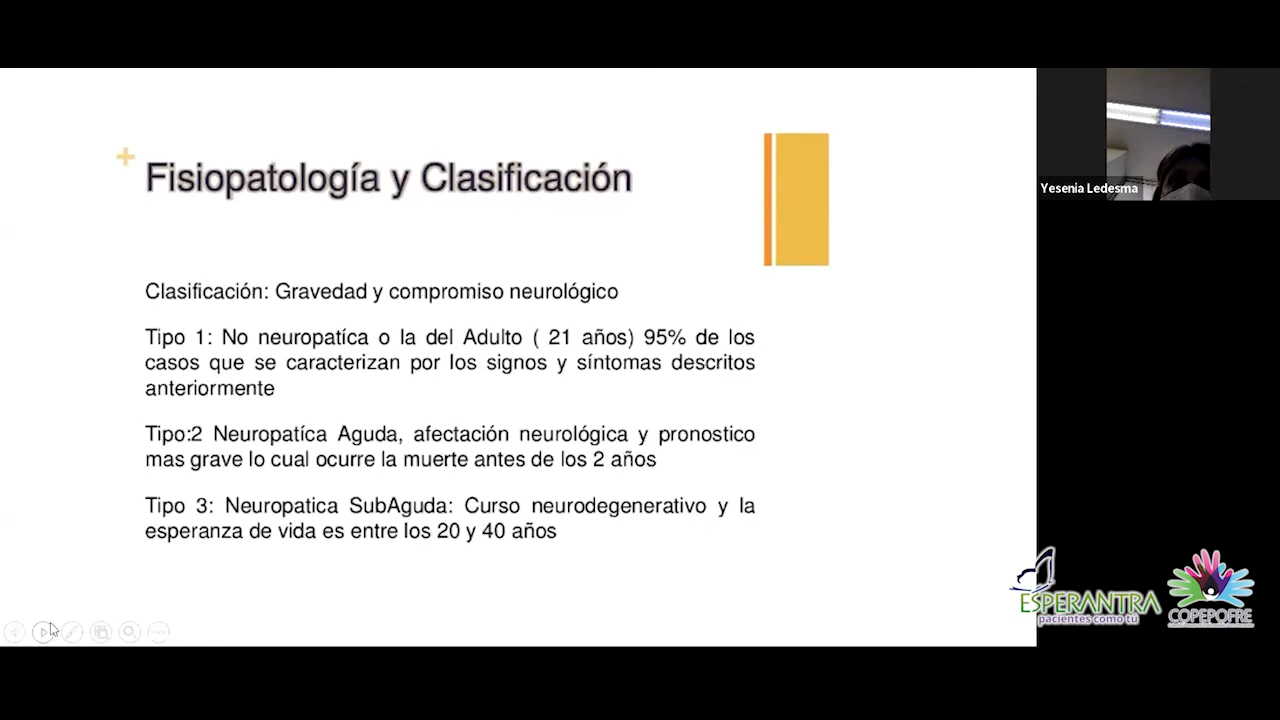 Fisiopatología y Clasificación
Clasificación: Gravedad y compromiso neurológico
Tipo 1: No neuropatíca o la del Adulto ( 21 años) 95% de los
casos que se caracterizan por los signos y síntomas descritos
anteriormente
Tipo:2 Neuropatíca Aguda, afectación neurológica y pronostico
mas grave lo cual ocurre la muerte antes de los 2 años
Tipo 3: Neuropatica SubAguda: Curso neurodegenerativo y la
esperanza de vida es entre los 20 y 40 años
Yesenia Ledesma
ESPERANTRA
pacientes como tú
COPEPOFRE